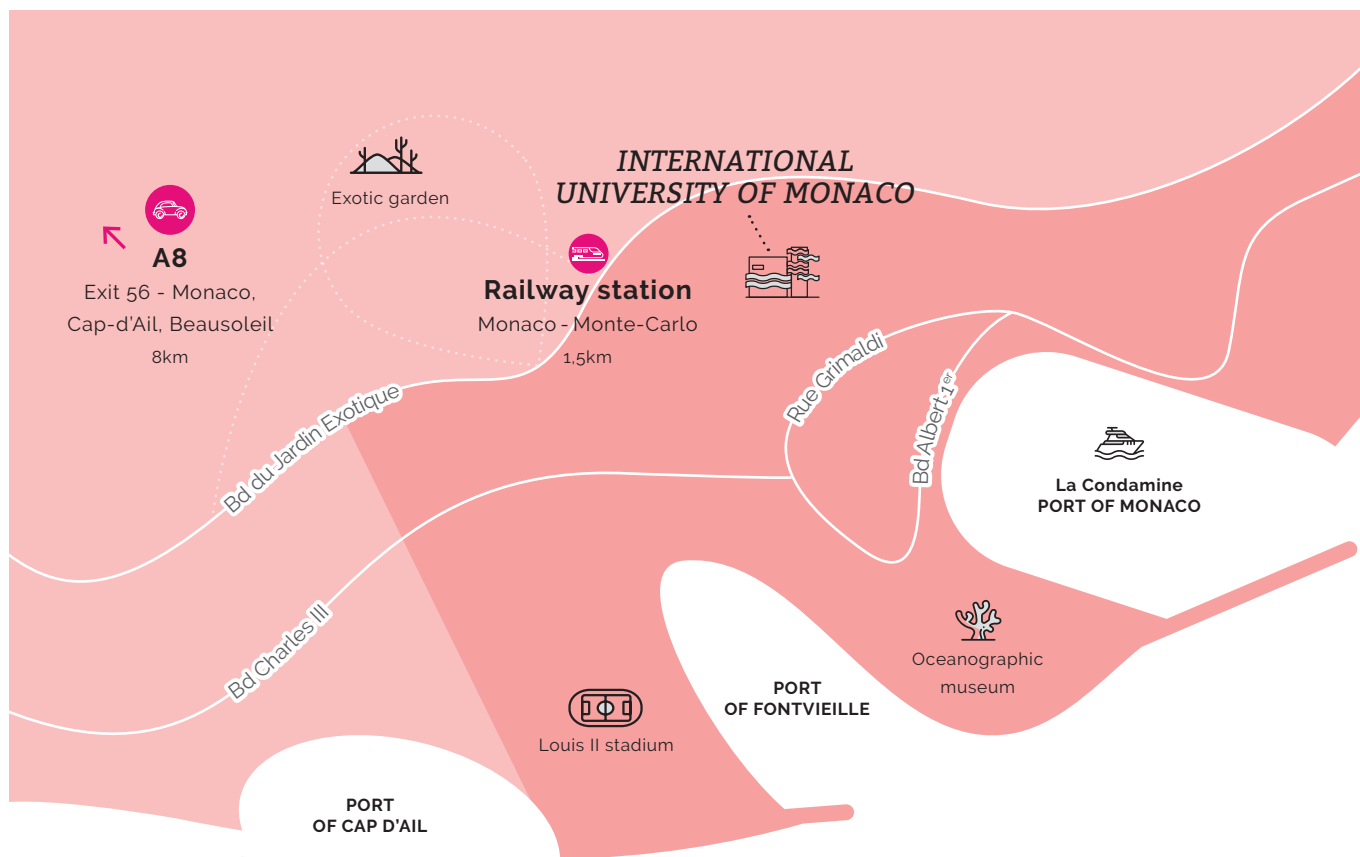 INTERNATIONAL
UNIVERSITY OF MONACO
Exotic garden
A8
Exit 56 - Monaco,
Cap-d'Ail, Beausoleil
8km
Railway station
Monaco - Monte-Carlo
1,5km
Rue Grimaldi
Bd Albert 1er
Bd du Jardin Exotique
La Condamine
PORT OF MONACO
Bd Charles III
Oceanographic
museum
PORT
OF FONTVIEILLE
Louis II stadium
PORT
OF CAP D'AIL